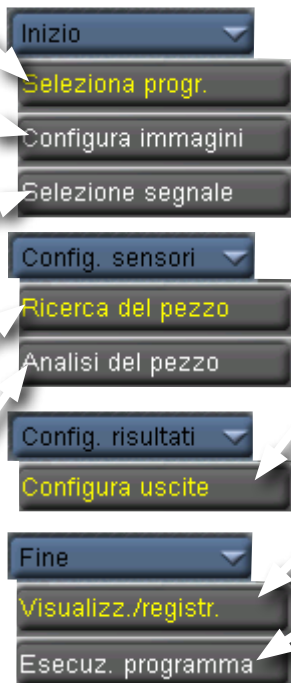 Inizio
Seleziona progr.
Configura immagini
Selezione segnale
Config. sensori
Ricerca del pezzo
Analisi del pezzo
Config. risultati
Configura uscite
Fine
Visualizz./registr.
Esecuz. programma